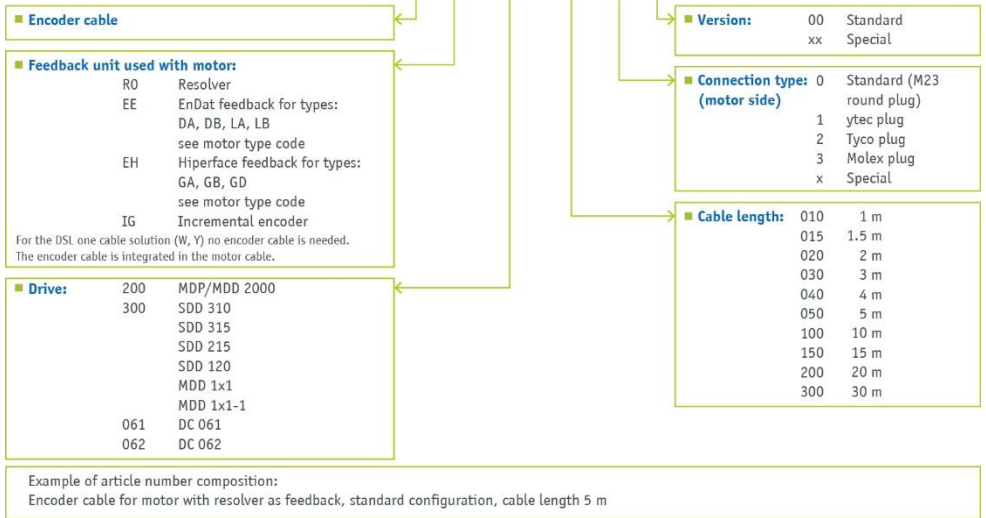 Encoder cable
Feedback unit used with motor:
R0 Resolver
EE EnDat feedback for types:
DA, DB, LA, LB
see motor type code
EH Hiperface feedback for types:
GA, GB, GD
see motor type code
IG Incremental encoder
For the DSL one cable solution (W, Y) no encoder cable is needed.
The encoder cable is integrated in the motor cable.
Drive: 200 MDP/MDD 2000
300 SDD 310
SDD 315
SDD 215
SDD 120
MDD 1x1
MDD 1x1-1
061 DC 061
062 DC 062
Version: 00 Standard
xx Special
Connection type: 0 Standard (M23
(motor side) round plug)
1 ytec plug
2 Tyco plug
3 Molex plug
x Special
Cable length: 010 1 m
015 1.5 m
020 2 m
030 3 m
040 4 m
050 5 m
100 10 m
150 15 m
200 20 m
300 30 m
Example of article number composition:
Encoder cable for motor with resolver as feedback, standard configuration, cable length 5 m